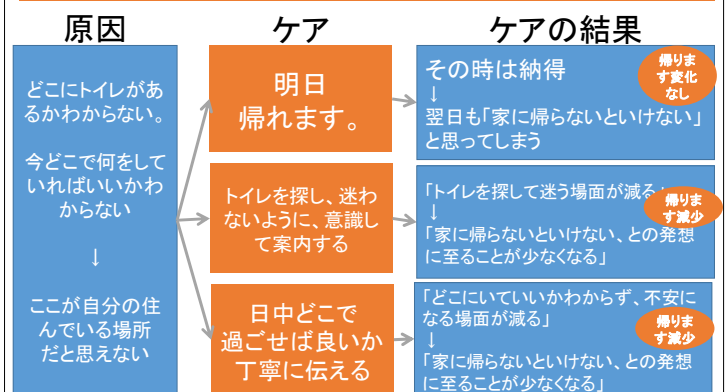 原因
ケア
ケアの結果
どこにトイレがあ
るかわからない。
今どこで何をして
いればいいかわ
からない
↓
ここが自分の住
んでいる場所
だと思えない
明日
帰れます。
その時は納得
↓
翌日も「家に帰らないといけない」
と思ってしまう
帰りま
す変化
なし
トイレを探し、迷わ
ないように、意識し
て案内する
「トイレを探して迷う場面が減る」
↓
「家に帰らないといけない、との発想
に至ることが少なくなる」
帰りま
す減少
日中どこで
過ごせば良いか
丁寧に伝える
「どこにいていいかわからず、不安に
なる場面が減る」
↓
「家に帰らないといけない、との発想
に至ることが少なくなる」
帰りま
す減少